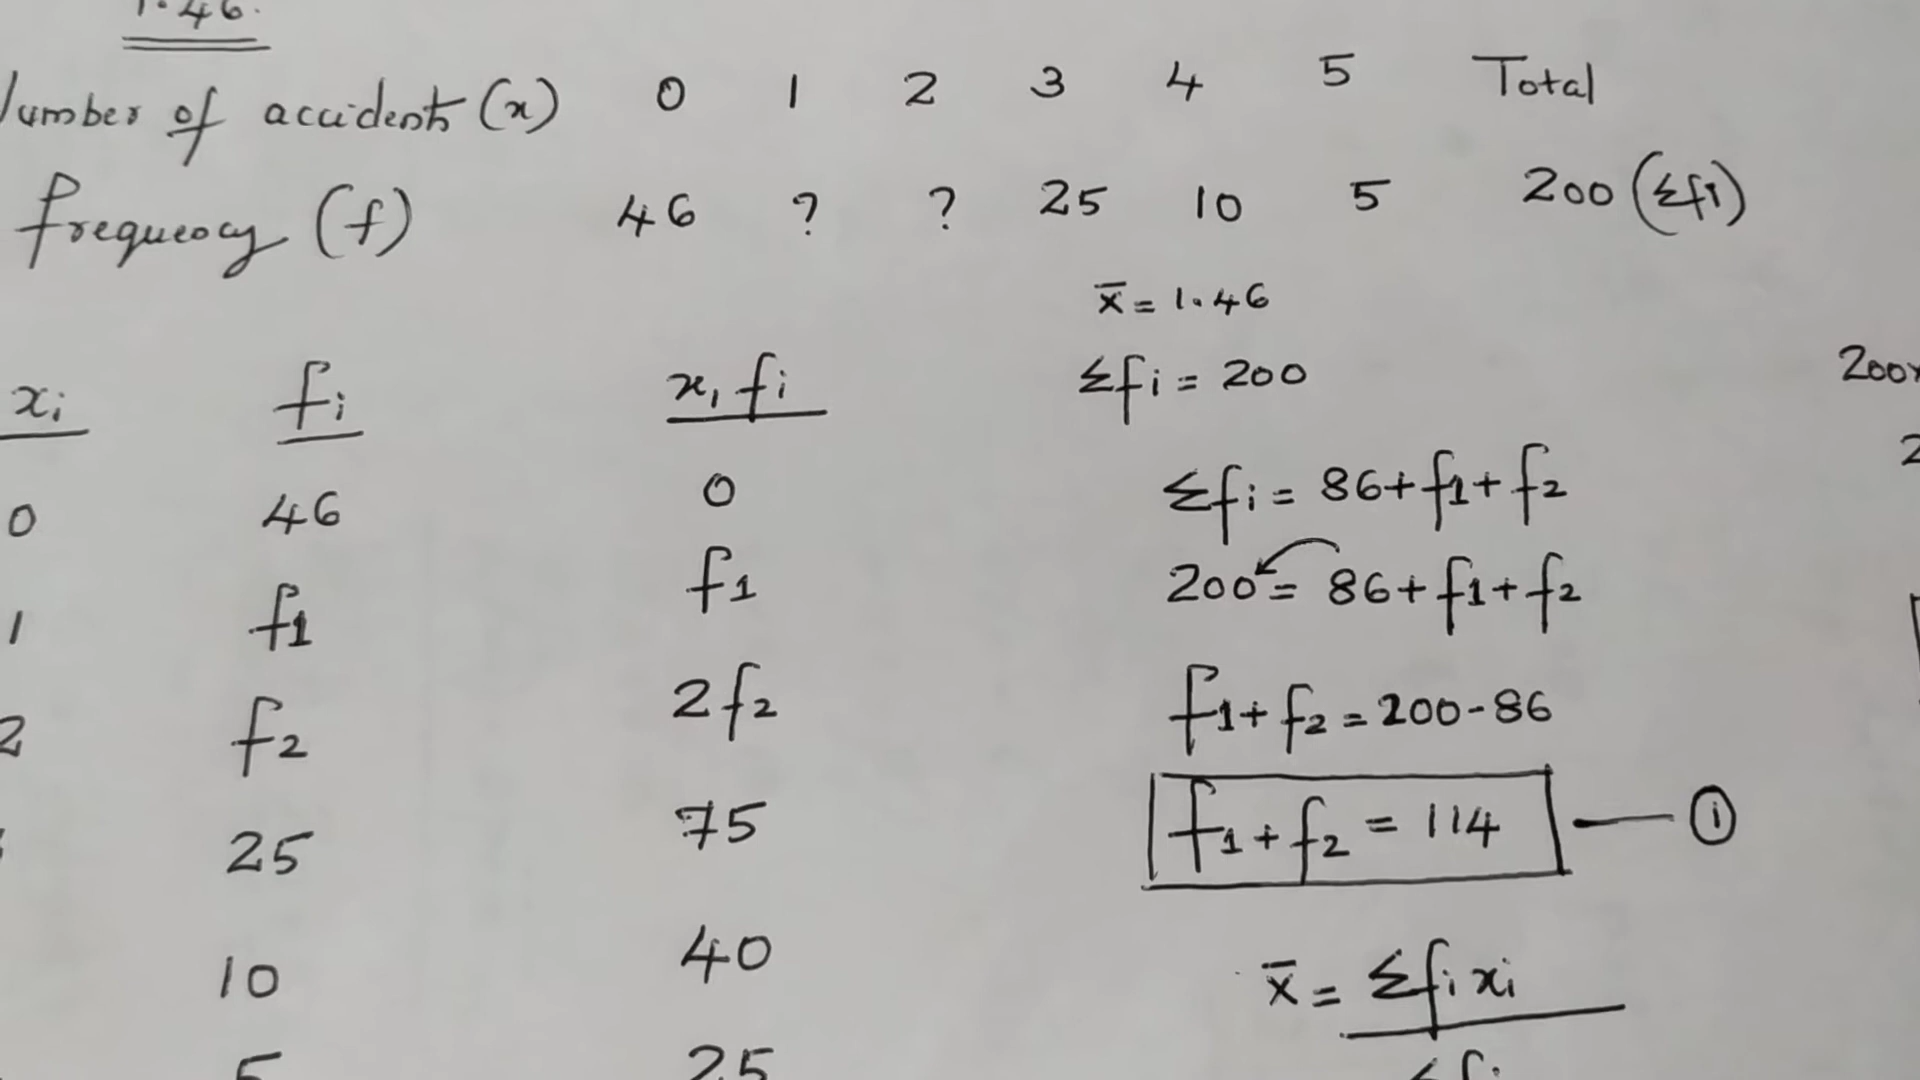 1.46.
Number of accidents (x) 0 1 2 3 4 5 Total
frequency (f) 46 ? ? 25 10 5 200 (Σfi)
x̄ = 1.46
Σfi = 200
200×
2
xi fi xi fi
0 46 0
1 f1 f1
2 f2 2f2
25 75
10 40
5 25
Σfi = 86+f1+f2
200 = 86+f1+f2
f1+f2 = 200-86
f1+f2 = 114 — ①
x̄ = Σfi xi
Σfi